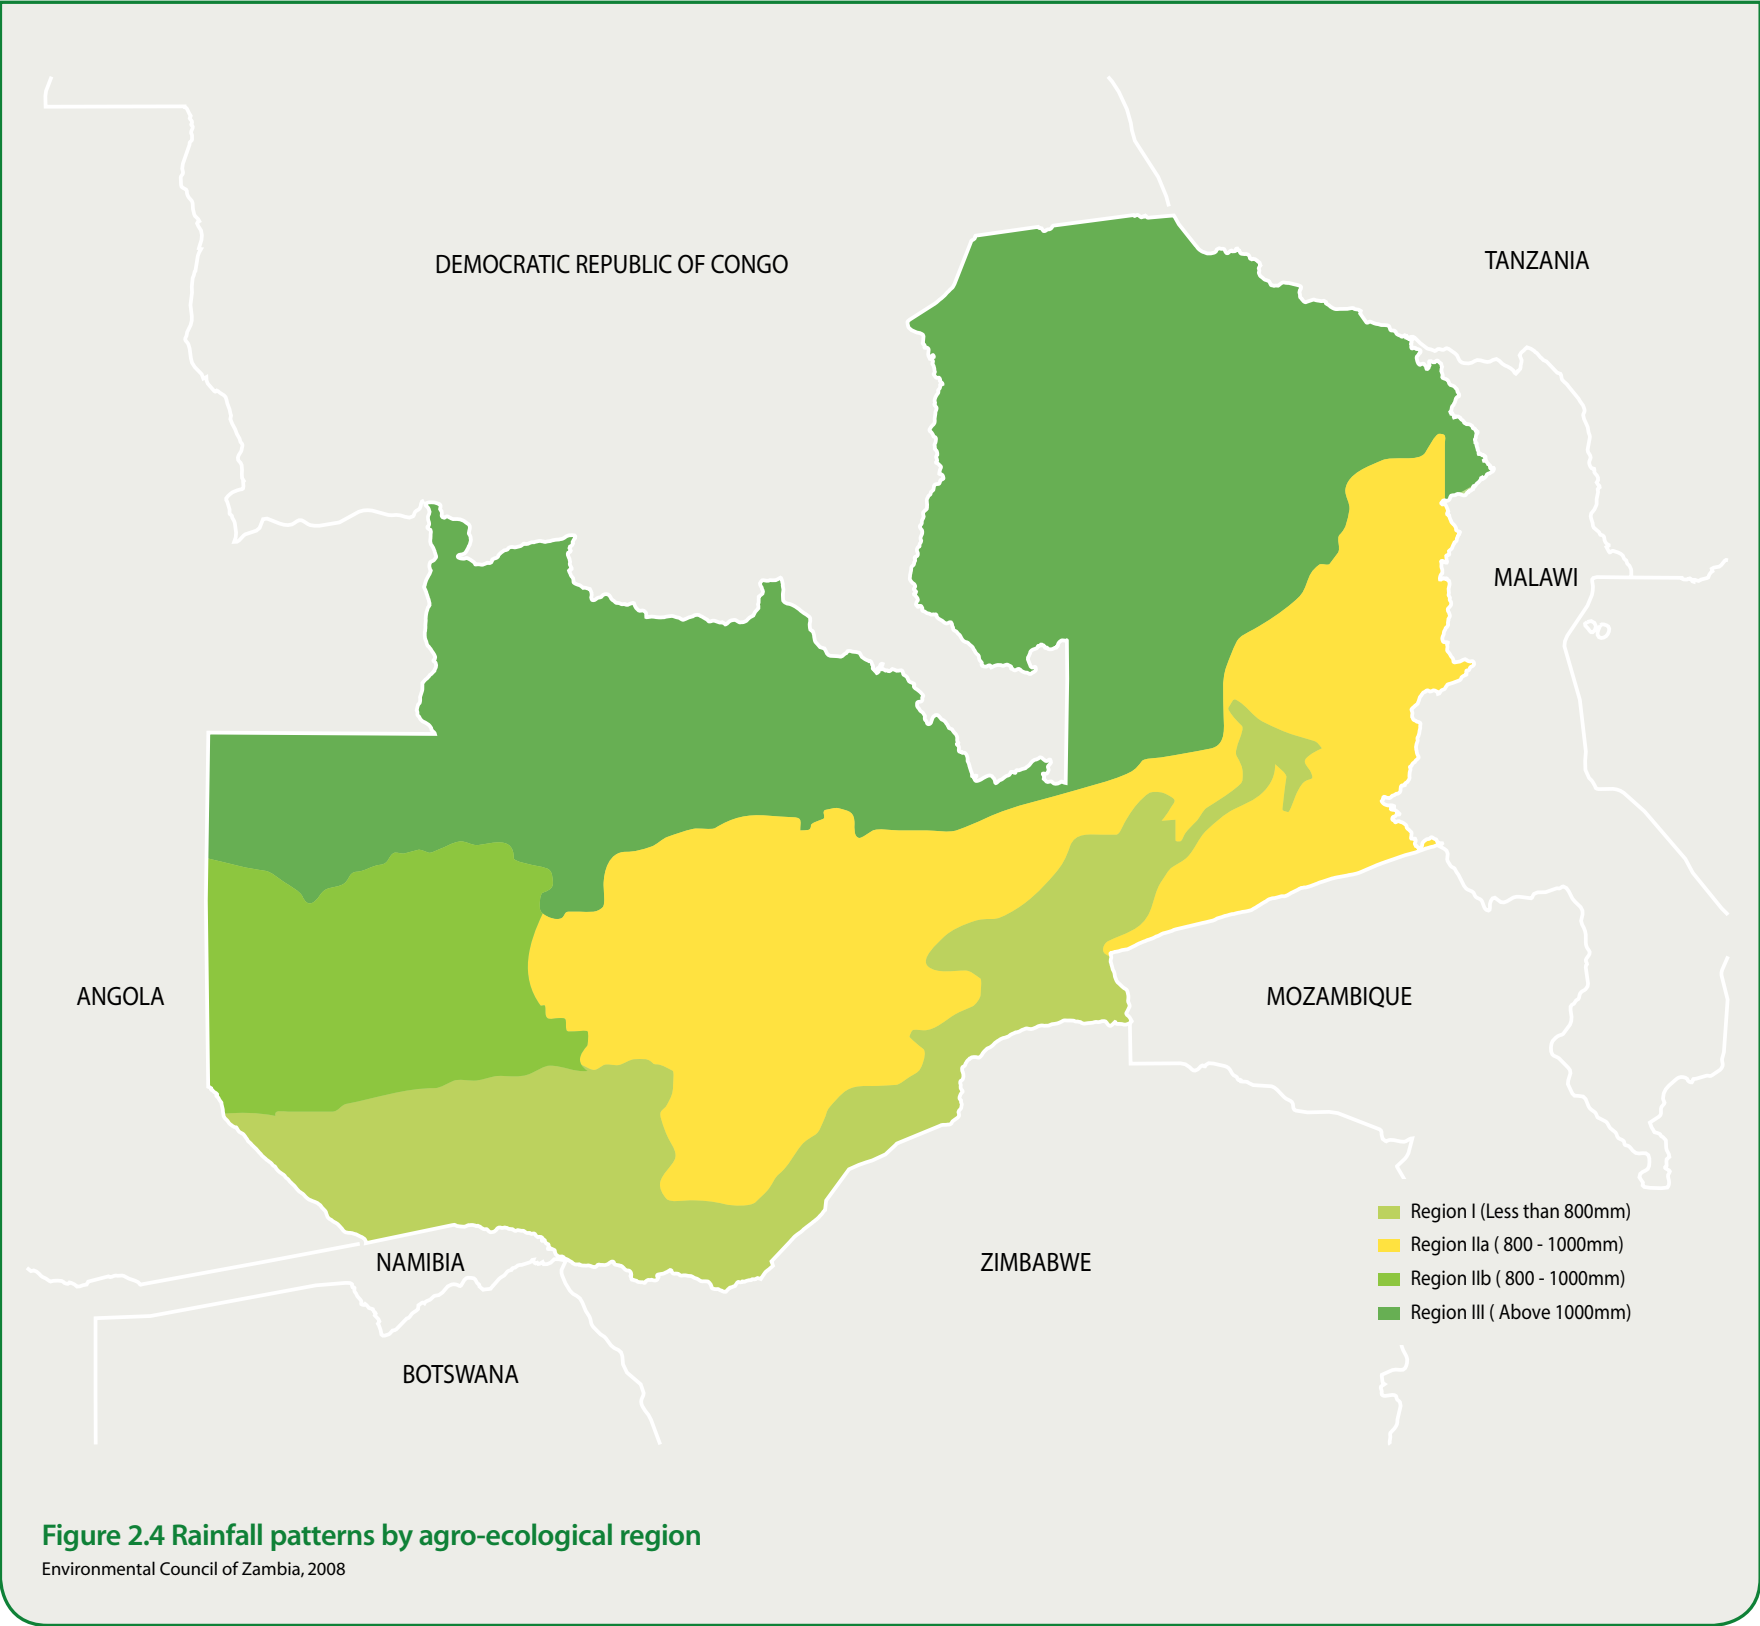 DEMOCRATIC REPUBLIC OF CONGO
TANZANIA
MALAWI
ANGOLA
MOZAMBIQUE
NAMIBIA
ZIMBABWE
BOTSWANA
Region I (Less than 800mm)
Region IIa ( 800 - 1000mm)
Region IIb ( 800 - 1000mm)
Region III ( Above 1000mm)
Figure 2.4 Rainfall patterns by agro-ecological region
Environmental Council of Zambia, 2008